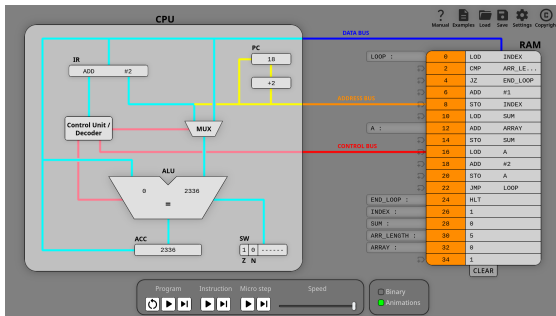 Manual Examples Load Save Settings Copyright
CPU
DATA BUS
RAM
IR
ADD #2
PC
18
+2
LOOP :
0 LOD INDEX
2 CMP ARR_LE...
4 JZ END_LOOP
6 ADD #1
ADDRESS BUS
8 STO INDEX
10 LOD SUM
Control Unit / Decoder
MUX
A :
12 ADD ARRAY
14 STO SUM
CONTROL BUS
16 LOD A
18 ADD #2
20 STO A
22 JMP LOOP
ALU
0 2336
=
END_LOOP :
24 HLT
INDEX :
26 1
SUM :
28 0
ARR_LENGTH :
30 5
ARRAY :
32 0
34 1
ACC
2336
SW
1 0 ------
Z N
CLEAR
Program Instruction Micro step Speed
Binary
Animations